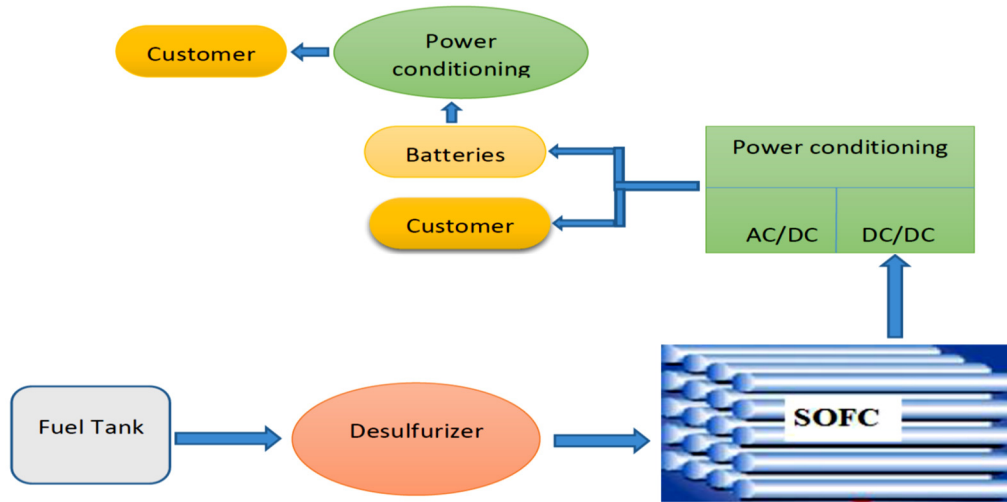 Customer
Power
conditioning
Batteries
Customer
Power conditioning
AC/DC
DC/DC
Fuel Tank
Desulfurizer
SOFC